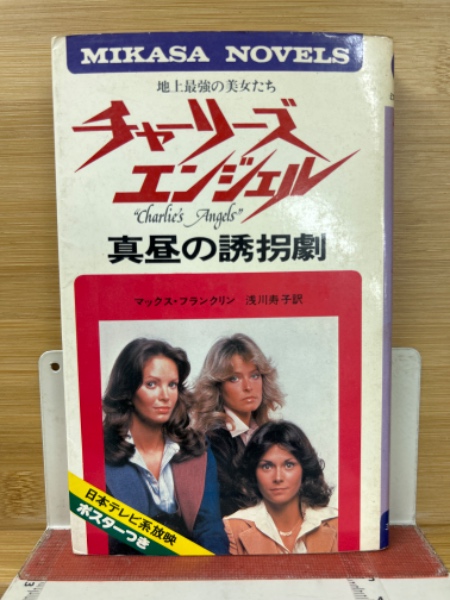 MIKASA NOVELS
地上最強の美女たち
チャーリーズ
エンジェル
"Charlie's Angels"
真昼の誘拐劇
マックス・フランクリン 浅川寿子訳
日本テレビ系放映
ポスターつき